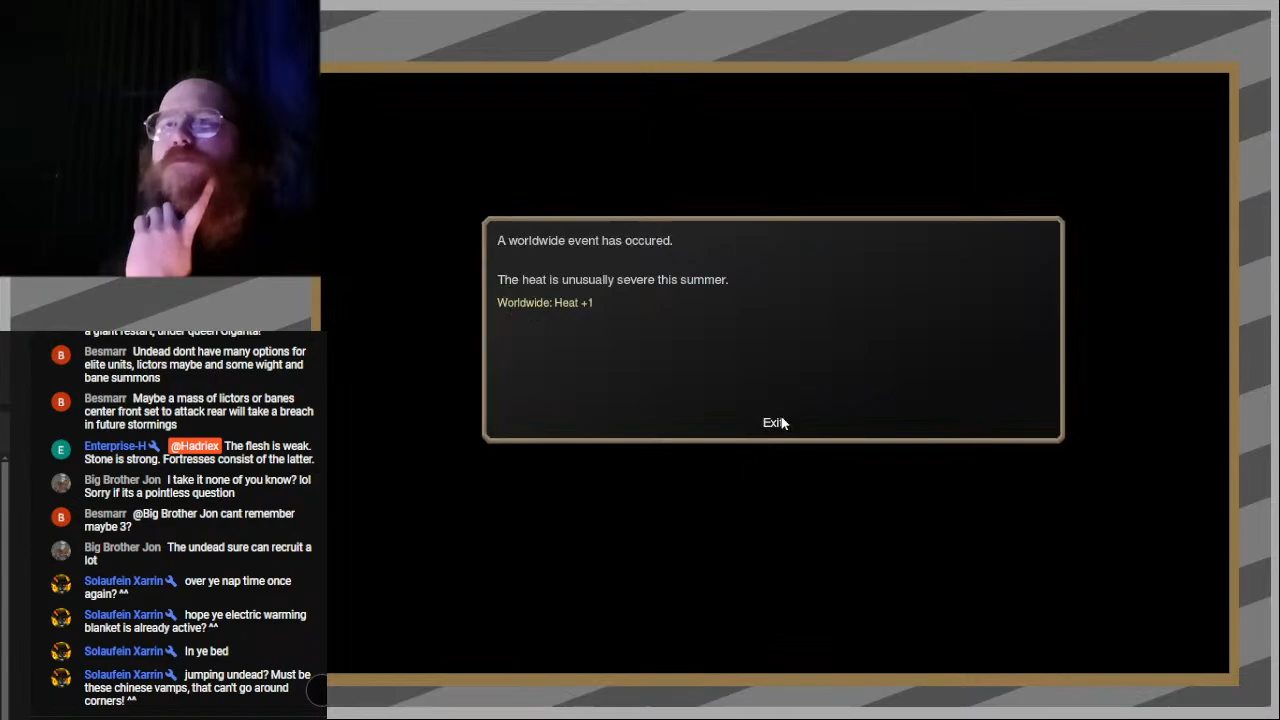 A worldwide event has occured.
The heat is unusually severe this summer.
Worldwide: Heat +1
Exit
a giant restart, under queen Giganta!
B Besmarr Undead dont have many options for
elite units, lictors maybe and some wight and
bane summons
B Besmarr Maybe a mass of lictors or banes
center front set to attack rear will take a breach
in future stormings
E Enterprise-H @Hadriex The flesh is weak.
Stone is strong. Fortresses consist of the latter.
Big Brother Jon I take it none of you know? lol
Sorry if its a pointless question
B Besmarr @Big Brother Jon cant remember
maybe 3?
Big Brother Jon The undead sure can recruit a
lot
Solaufein Xarrin over ye nap time once
again? ^^
Solaufein Xarrin hope ye electric warming
blanket is already active? ^^
Solaufein Xarrin In ye bed
Solaufein Xarrin jumping undead? Must be
these chinese vamps, that can't go around
corners! ^^